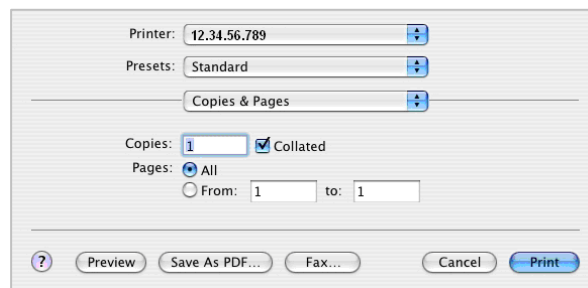 Printer: 12.34.56.789
Presets: Standard
Copies & Pages
Copies: 1 Collated
Pages: All
From: 1 to: 1
? Preview Save As PDF... Fax... Cancel Print